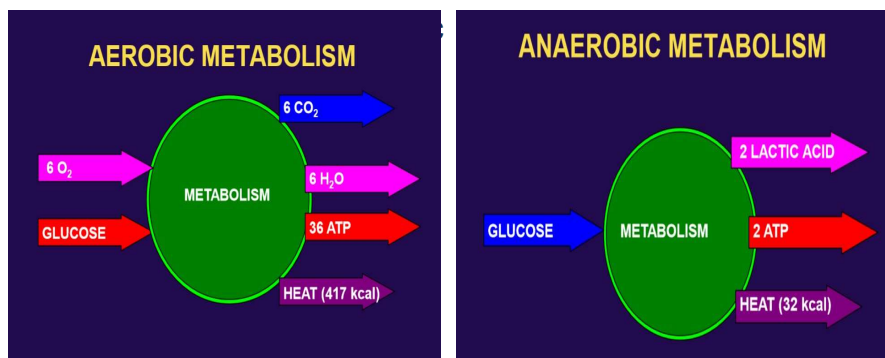 AEROBIC METABOLISM
6 CO₂
6 O₂
METABOLISM
6 H₂O
GLUCOSE
36 ATP
HEAT (417 kcal)
ANAEROBIC METABOLISM
2 LACTIC ACID
GLUCOSE
METABOLISM
2 ATP
HEAT (32 kcal)